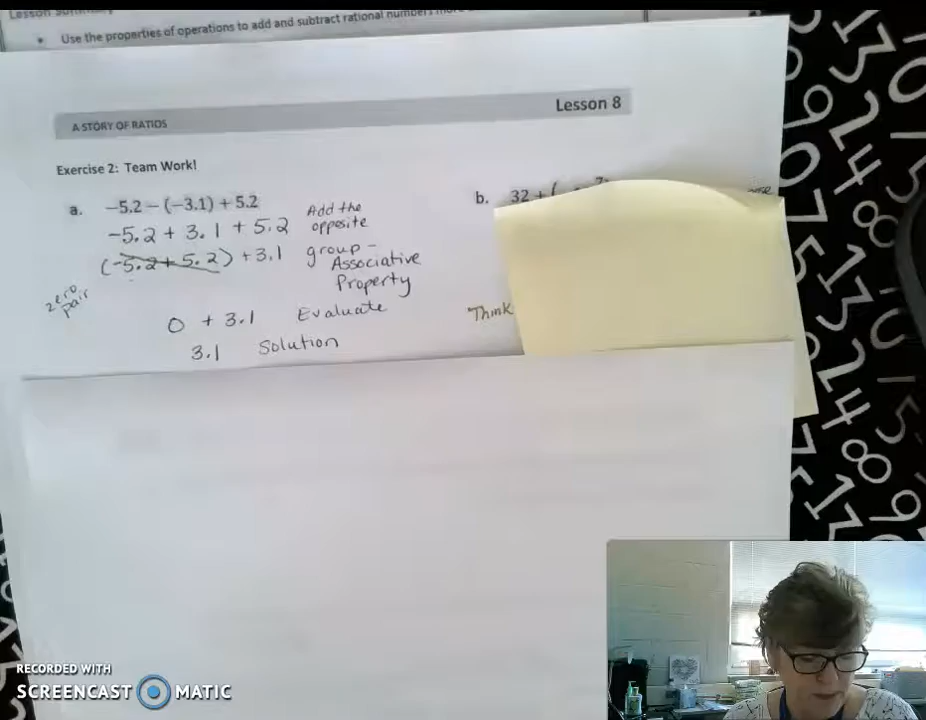 Use the properties of operations to add and subtract rational numbers more
A STORY OF RATIOS
Lesson 8
Exercise 2: Team Work!
a. −5.2 − (−3.1) + 5.2
Add the
opposite
−5.2 + 3.1 + 5.2
(−5.2 + 5.2) + 3.1
group –
Associative
Property
zero
pair
0 + 3.1 Evaluate
3.1 Solution
b. 32 + (
Think
RECORDED WITH
SCREENCAST MATIC